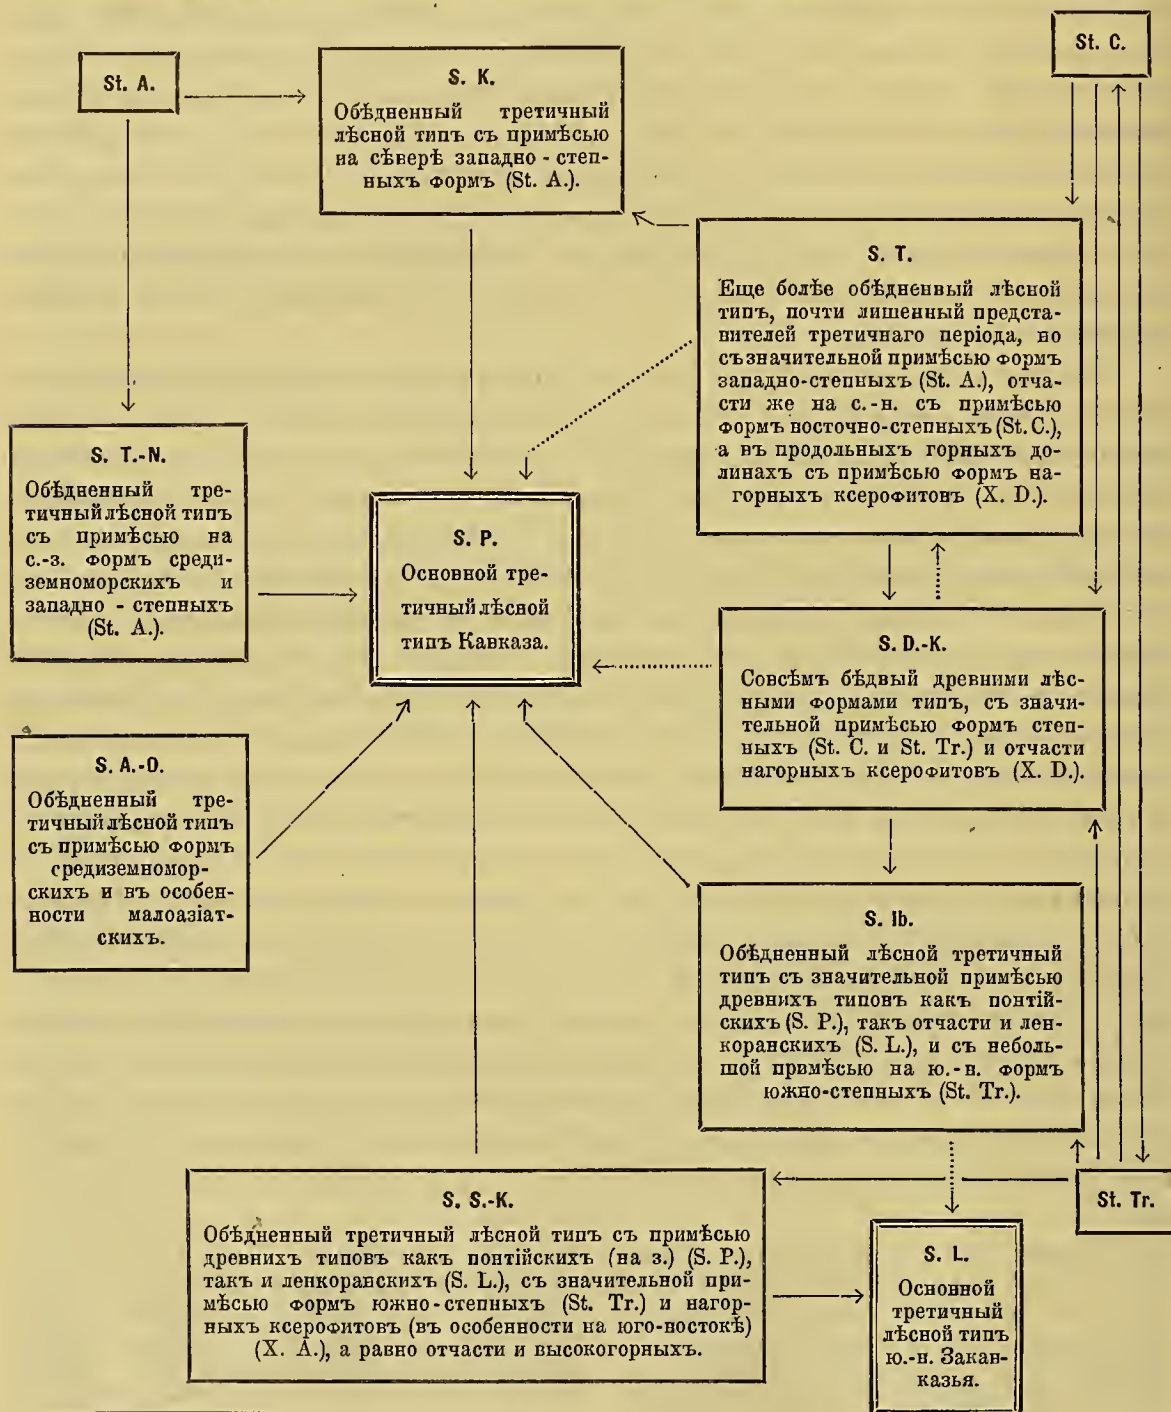 St. A.
S. K.
Обѣдненный третичный
лѣсной типъ съ примѣсью
на сѣверѣ западно - степ-
ныхъ формъ (St. A.).
St. C.
S. T.
Еще болѣе обѣдненный лѣсной
типъ, почти лишенный предста-
вителей третичнаго періода, но
съ значительной примѣсью формъ
западно-степныхъ (St. A.), отча-
сти же на с.-н. съ примѣсью
формъ восточно-степныхъ (St. C.),
а въ продольныхъ горныхъ до-
линахъ съ примѣсью формъ на-
горныхъ ксерофитовъ (X. D.).
S. T.-N.
Обѣдненный тре-
тичный лѣсной типъ
съ примѣсью на
с.-з. формъ среди-
земноморскихъ и
западно - степныхъ
(St. A.).
S. P.
Основной тре-
тичный лѣсной
типъ Кавказа.
S. D.-K.
Совсѣмъ бѣдный древними лѣс-
ными формами типъ, съ значи-
тельной примѣсью формъ степ-
ныхъ (St. C. и St. Tr.) и отчасти
нагорныхъ ксерофитовъ (X. D.).
S. A.-O.
Обѣдненный тре-
тичный лѣсной типъ
съ примѣсью формъ
средиземномор-
скихъ и въ особен-
ности малоазіат-
скихъ.
S. Ib.
Обѣдненный лѣсной третичный
типъ съ значительной примѣсью
древнихъ типовъ какъ понтій-
скихъ (S. P.), такъ отчасти и лен-
коранскихъ (S. L.), и съ неболь-
шой примѣсью на ю.-в. формъ
южно-степныхъ (St. Tr.).
S. S.-K.
Обѣдненный третичный лѣсной типъ съ примѣсью
древнихъ типовъ какъ понтійскихъ (на з.) (S. P.),
такъ и ленкоранскихъ (S. L.), съ значительной при-
мѣсью формъ южно-степныхъ (St. Tr.) и нагор-
ныхъ ксерофитовъ (въ особенности на юго-востокѣ)
(X. A.), а равно отчасти и высокогорныхъ.
St. Tr.
S. L.
Основной
третичный
лѣсной типъ
ю.-в. Закав-
казья.